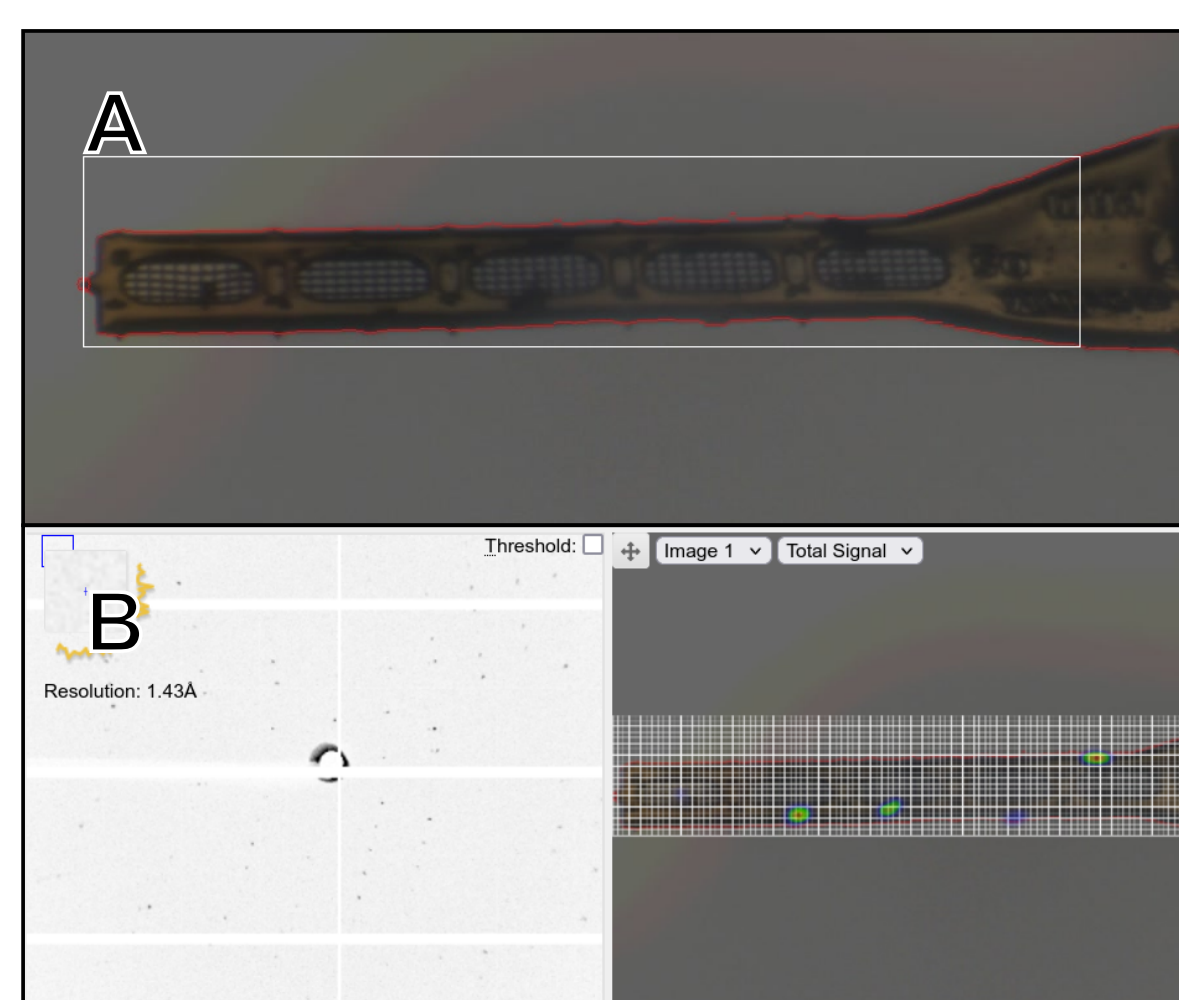 A
Threshold:
Image 1
Total Signal
B
Resolution: 1.43Å